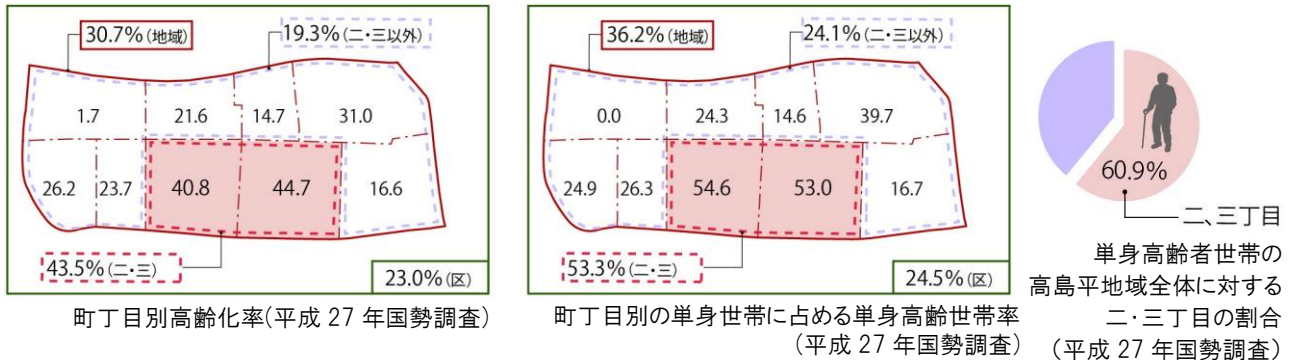 30.7%(地域)
19.3%(二・三以外)
1.7
21.6
14.7
31.0
26.2
23.7
40.8
44.7
16.6
43.5%(二・三)
23.0%(区)
町丁目別高齢化率(平成 27 年国勢調査)
36.2%(地域)
24.1%(二・三以外)
0.0
24.3
14.6
39.7
24.9
26.3
54.6
53.0
16.7
53.3%(二・三)
24.5%(区)
町丁目別の単身世帯に占める単身高齢世帯率
(平成 27 年国勢調査)
60.9%
二、三丁目
単身高齢者世帯の
高島平地域全体に対する
二・三丁目の割合
(平成 27 年国勢調査)